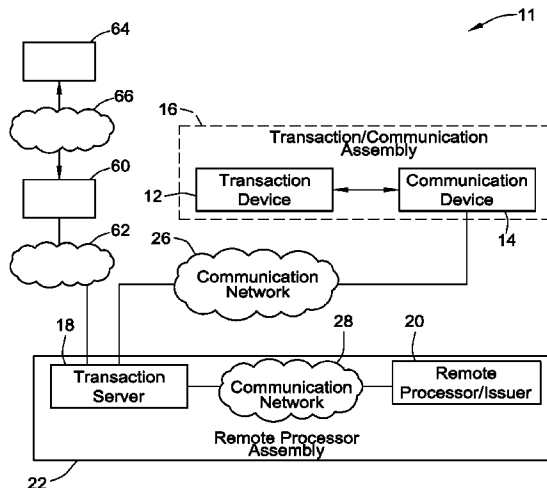 11
64
66
16
Transaction/Communication
Assembly
60
12
Transaction
Device
Communication
Device
14
62
26
Communication
Network
18
28
20
Transaction
Server
Communication
Network
Remote
Processor/Issuer
Remote Processor
Assembly
22